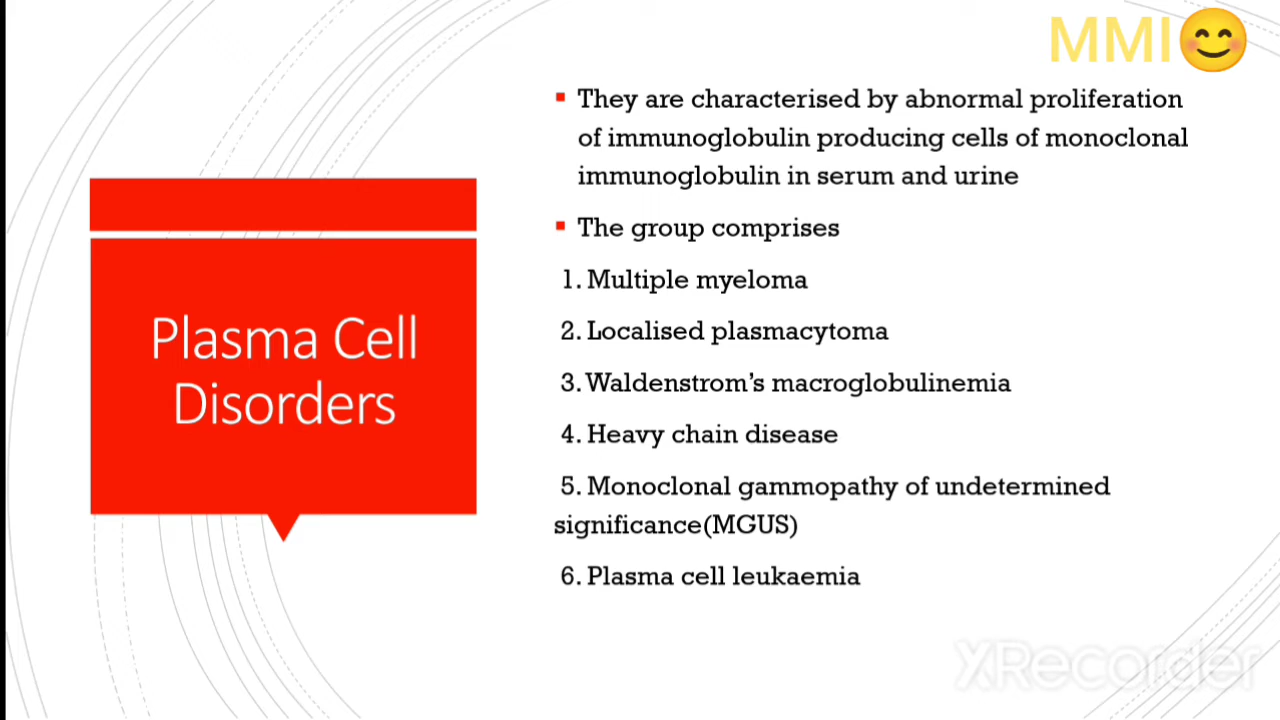 MMI😊
Plasma Cell
Disorders
▪ They are characterised by abnormal proliferation
of immunoglobulin producing cells of monoclonal
immunoglobulin in serum and urine
▪ The group comprises
1. Multiple myeloma
2. Localised plasmacytoma
3. Waldenstrom's macroglobulinemia
4. Heavy chain disease
5. Monoclonal gammopathy of undetermined
significance(MGUS)
6. Plasma cell leukaemia
XRecorder